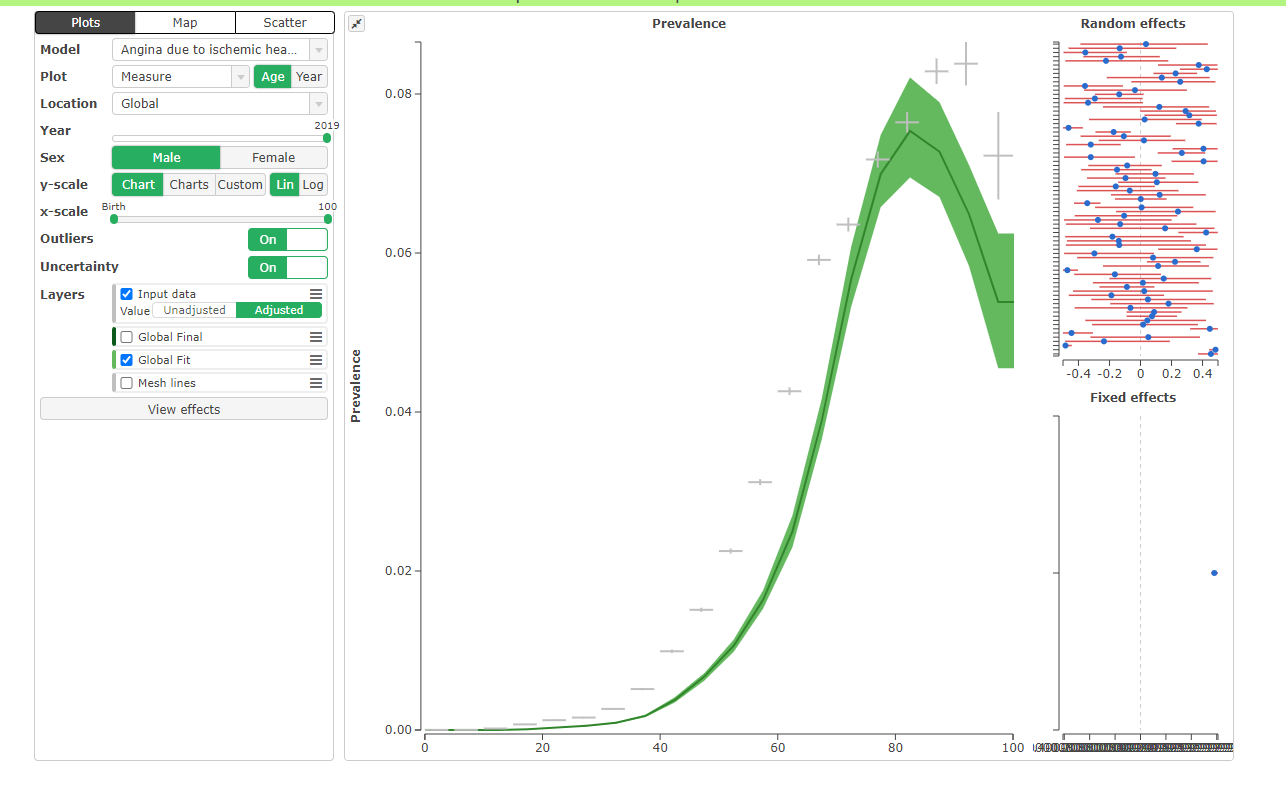 Plots Map Scatter
Model Angina due to ischemic hea...
Plot Measure Age Year
Location Global
Year 2019
Sex Male Female
y-scale Chart Charts Custom Lin Log
x-scale Birth 100
Outliers On
Uncertainty On
Layers Input data
Value Unadjusted Adjusted
Global Final
Global Fit
Mesh lines
View effects
Prevalence
Prevalence
0.08
0.06
0.04
0.02
0.00
0 20 40 60 80 100
Random effects
-0.4 -0.2 0 0.2 0.4
Fixed effects